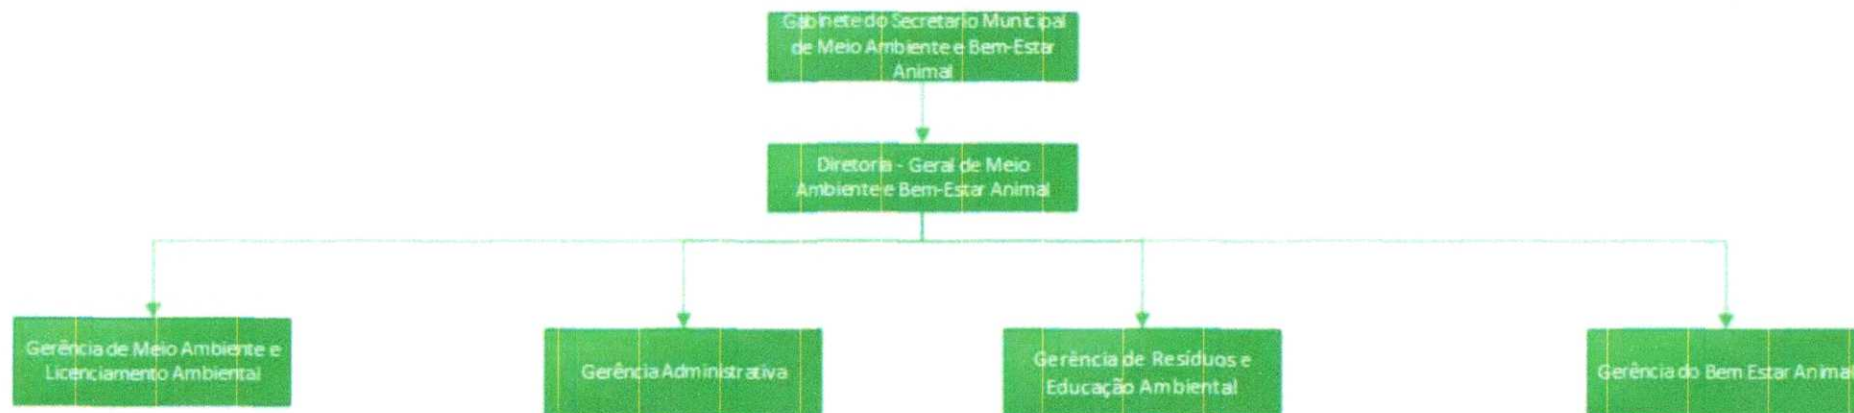 Gabinete do Secretario Municipal
de Meio Ambiente e Bem-Estar
Animal
Diretoria - Geral de Meio
Ambiente e Bem-Estar Animal
Gerência de Meio Ambiente e
Licenciamento Ambiental
Gerência Administrativa
Gerência de Resíduos e
Educação Ambiental
Gerência do Bem Estar Animal